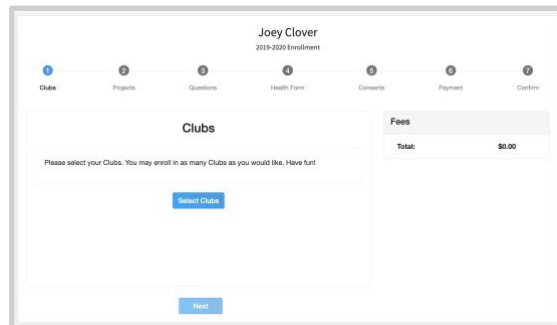 Joey Clover
2019-2020 Enrollment
1 2 3 4 5 6 7
Clubs Projects Questions Health Form Consents Payment Confirm
Clubs
Please select your Clubs. You may enroll in as many Clubs as you would like. Have fun!
Select Clubs
Next
Fees
Total: $0.00